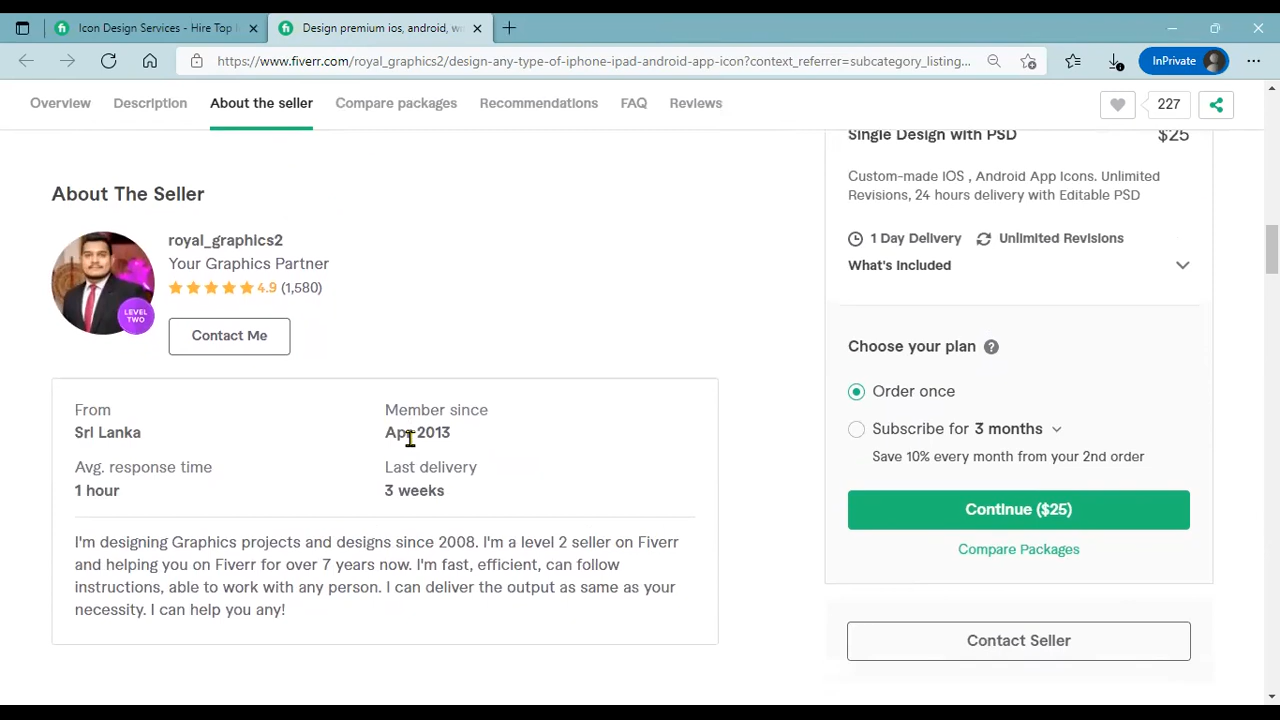 Icon Design Services - Hire Top I
Design premium ios, android, w
https://www.fiverr.com/royal_graphics2/design-any-type-of-iphone-ipad-android-app-icon?context_referrer=subcategory_listing...
InPrivate
Overview
Description
About the seller
Compare packages
Recommendations
FAQ
Reviews
227
About The Seller
royal_graphics2
Your Graphics Partner
4.9 (1,580)
LEVEL
TWO
Contact Me
From
Sri Lanka
Member since
Apr 2013
Avg. response time
1 hour
Last delivery
3 weeks
I'm designing Graphics projects and designs since 2008. I'm a level 2 seller on Fiverr
and helping you on Fiverr for over 7 years now. I'm fast, efficient, can follow
instructions, able to work with any person. I can deliver the output as same as your
necessity. I can help you any!
Single Design with PSD $25
Custom-made IOS , Android App Icons. Unlimited
Revisions, 24 hours delivery with Editable PSD
1 Day Delivery
Unlimited Revisions
What's Included
Choose your plan ?
Order once
Subscribe for 3 months
Save 10% every month from your 2nd order
Continue ($25)
Compare Packages
Contact Seller